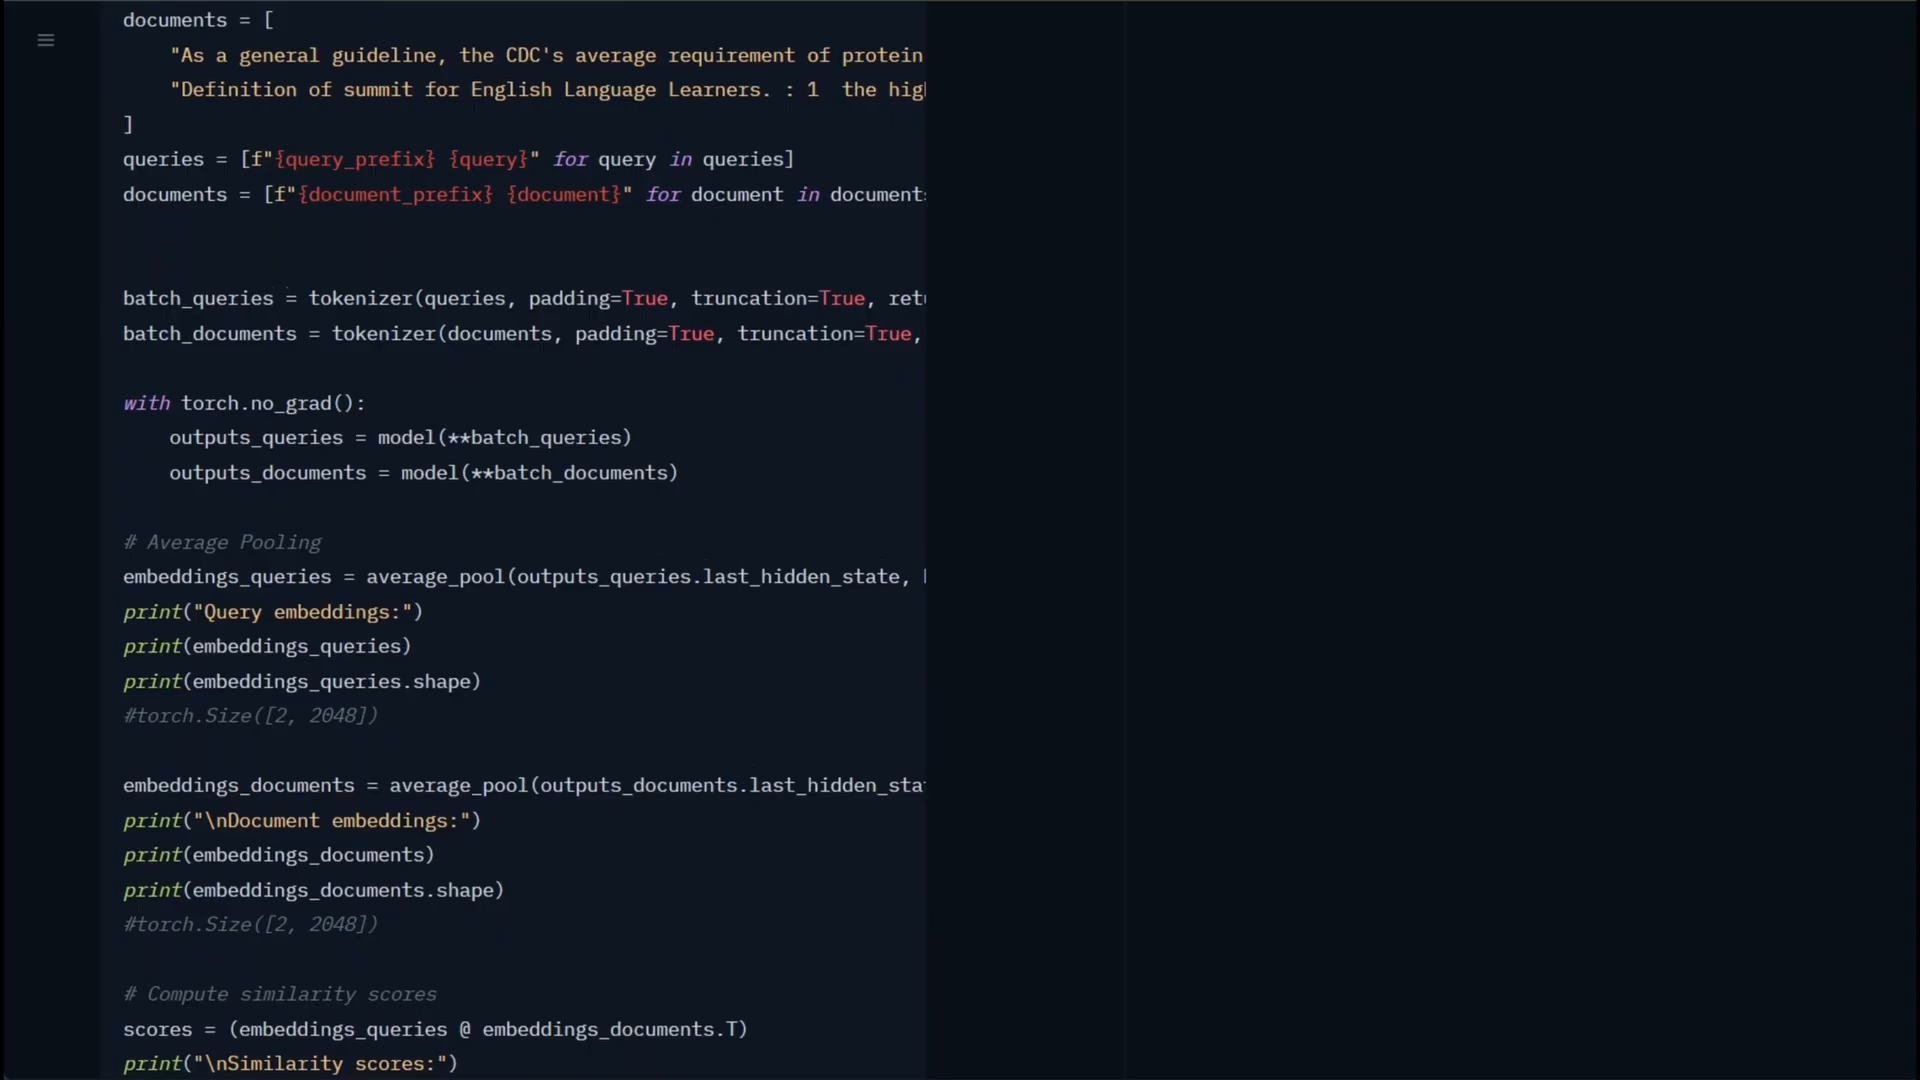 documents = [
    "As a general guideline, the CDC's average requirement of protein
    "Definition of summit for English Language Learners. : 1  the hig
]
queries = [f"{query_prefix} {query}" for query in queries]
documents = [f"{document_prefix} {document}" for document in documents
batch_queries = tokenizer(queries, padding=True, truncation=True, ret
batch_documents = tokenizer(documents, padding=True, truncation=True,
with torch.no_grad():
    outputs_queries = model(**batch_queries)
    outputs_documents = model(**batch_documents)
# Average Pooling
embeddings_queries = average_pool(outputs_queries.last_hidden_state,
print("Query embeddings:")
print(embeddings_queries)
print(embeddings_queries.shape)
#torch.Size([2, 2048])
embeddings_documents = average_pool(outputs_documents.last_hidden_sta
print("\nDocument embeddings:")
print(embeddings_documents)
print(embeddings_documents.shape)
#torch.Size([2, 2048])
# Compute similarity scores
scores = (embeddings_queries @ embeddings_documents.T)
print("\nSimilarity scores:")